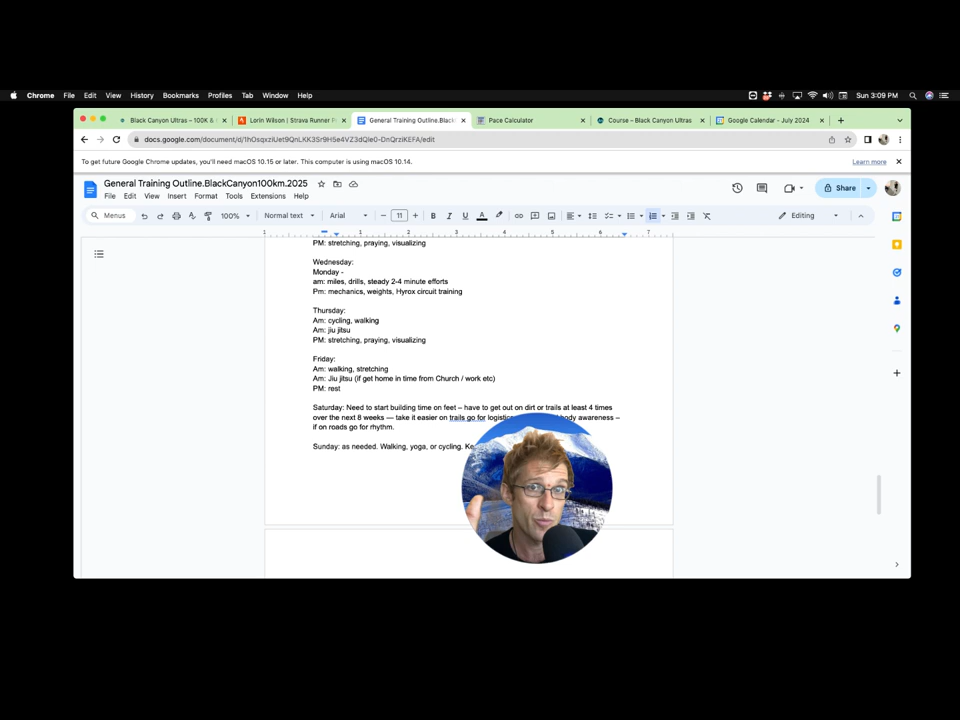 Chrome File Edit View History Bookmarks Profiles Tab Window Help Sun 3:09 PM
Black Canyon Ultras – 100K & Lorin Wilson | Strava Runner General Training Outline.Black Pace Calculator Course – Black Canyon Ultras Google Calendar - July 2024
docs.google.com/document/d/1hOsqxziUet9QnLKK3Sr9H5e4VZ3dQle0-DnQrziKEFA/edit
To get future Google Chrome updates, you'll need macOS 10.15 or later. This computer is using macOS 10.14. Learn more
General Training Outline.BlackCanyon100km.2025
File Edit View Insert Format Tools Extensions Help
Share
Menus 100% Normal text Arial 11 Editing
1 1 2 3 4 5 6 7
PM: stretching, praying, visualizing
Wednesday:
Monday -
am: miles, drills, steady 2-4 minute efforts
Pm: mechanics, weights, Hyrox circuit training
Thursday:
Am: cycling, walking
Am: jiu jitsu
PM: stretching, praying, visualizing
Friday:
Am: walking, stretching
Am: Jiu jitsu (if get home in time from Church / work etc)
PM: rest
Saturday: Need to start building time on feet – have to get out on dirt or trails at least 4 times
over the next 8 weeks — take it easier on trails go for logistic body awareness –
if on roads go for rhythm.
Sunday: as needed. Walking, yoga, or cycling.